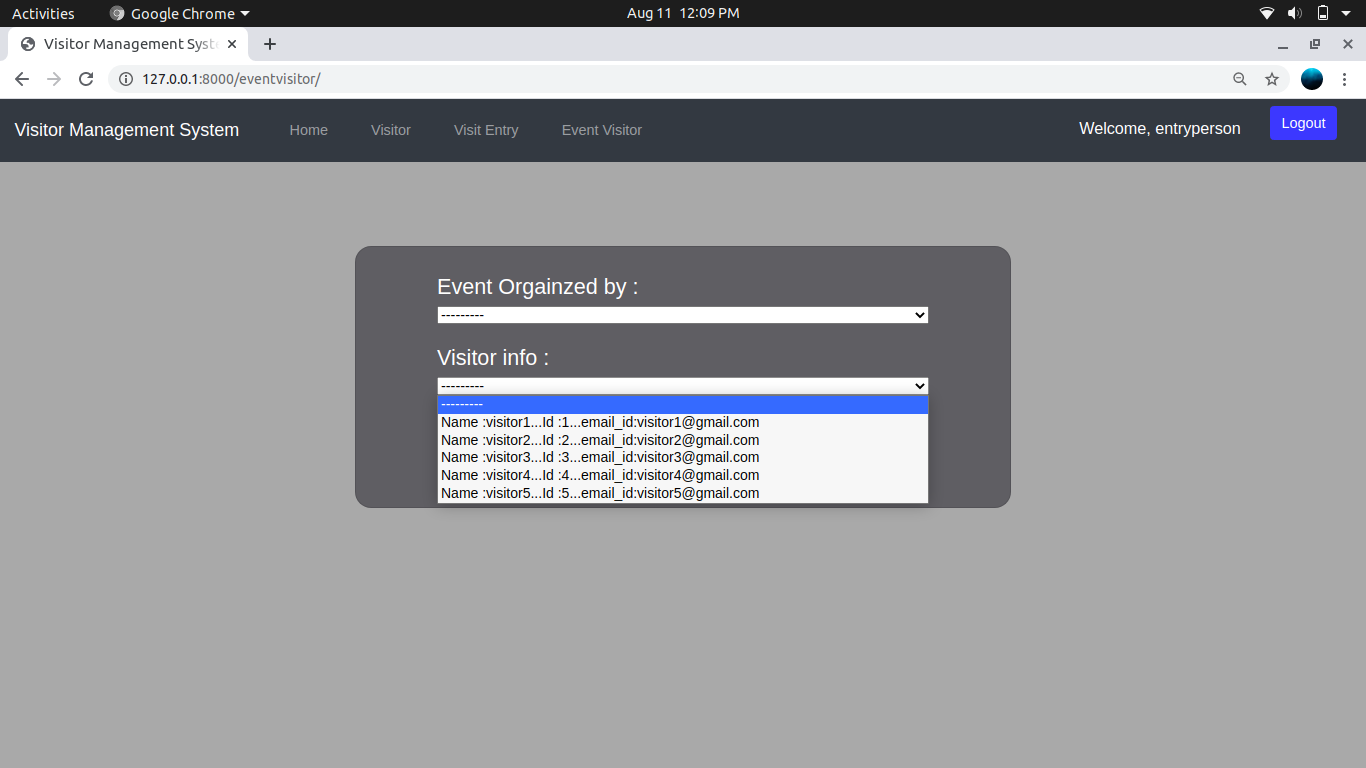 Activities Google Chrome Aug 11 12:09 PM
Visitor Management Syst
127.0.0.1:8000/eventvisitor/
Visitor Management System Home Visitor Visit Entry Event Visitor Welcome, entryperson Logout
Event Orgainzed by :
---------
Visitor info :
---------
---------
Name :visitor1...Id :1...email_id:visitor1@gmail.com
Name :visitor2...Id :2...email_id:visitor2@gmail.com
Name :visitor3...Id :3...email_id:visitor3@gmail.com
Name :visitor4...Id :4...email_id:visitor4@gmail.com
Name :visitor5...Id :5...email_id:visitor5@gmail.com